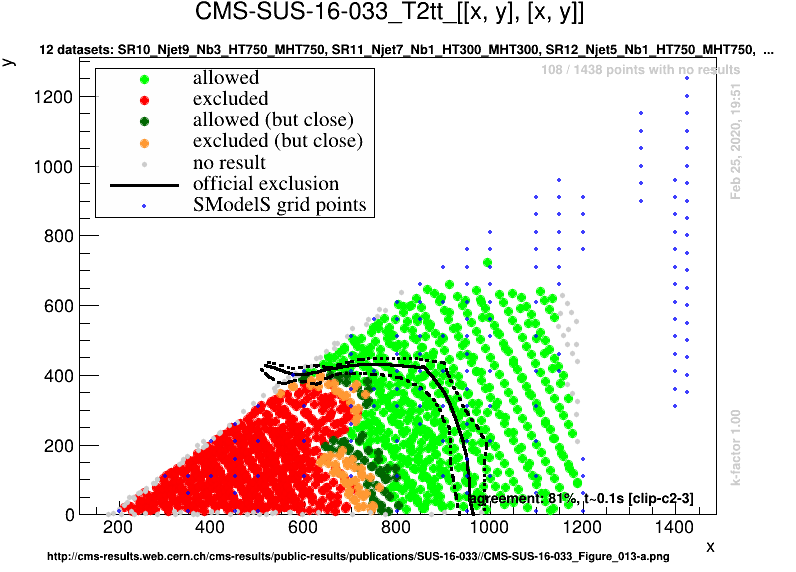 CMS-SUS-16-033_T2tt_[[x, y], [x, y]]
12 datasets: SR10_Njet9_Nb3_HT750_MHT750, SR11_Njet7_Nb1_HT300_MHT300, SR12_Njet5_Nb1_HT750_MHT750, ...
y
108 / 1438 points with no results
allowed
excluded
allowed (but close)
excluded (but close)
no result
official exclusion
SModelS grid points
Feb 25, 2020, 19:51
k-factor 1.00
1200
1000
800
600
400
200
0
agreement: 81%, t~0.1s [clip-c2-3]
200 400 600 800 1000 1200 1400
x
http://cms-results.web.cern.ch/cms-results/public-results/publications/SUS-16-033//CMS-SUS-16-033_Figure_013-a.png